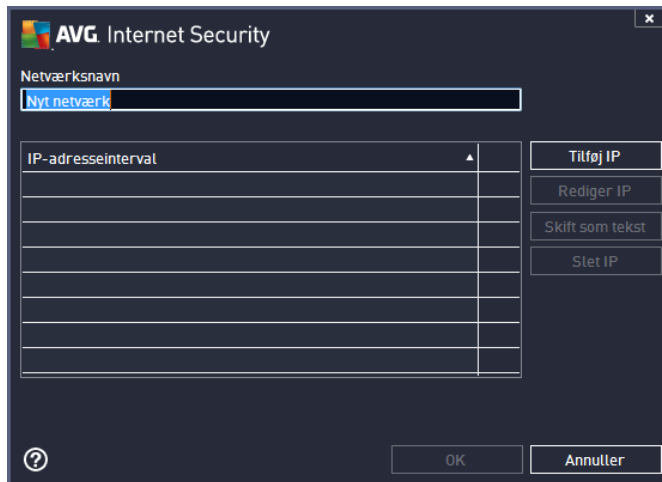 AVG. Internet Security
Netværksnavn
Nyt netværk
IP-adresseinterval
Tilføj IP
Rediger IP
Skift som tekst
Slet IP
OK
Annuller